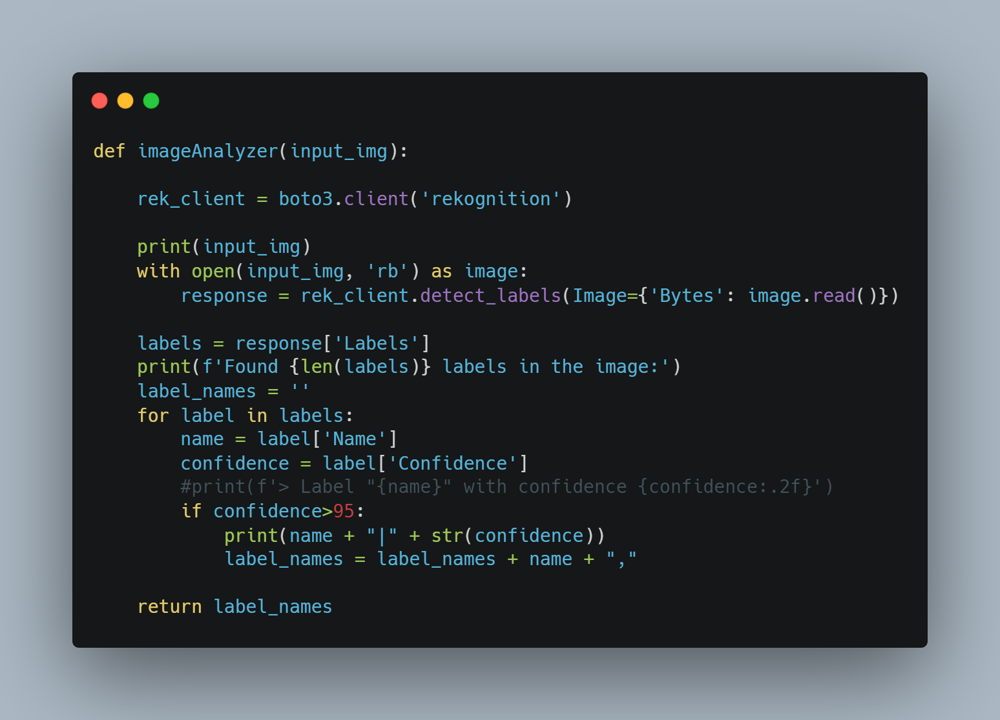 def imageAnalyzer(input_img):
rek_client = boto3.client('rekognition')
print(input_img)
with open(input_img, 'rb') as image:
response = rek_client.detect_labels(Image={'Bytes': image.read()})
labels = response['Labels']
print(f'Found {len(labels)} labels in the image:')
label_names = ''
for label in labels:
name = label['Name']
confidence = label['Confidence']
#print(f'> Label "{name}" with confidence {confidence:.2f}')
if confidence>95:
print(name + "|" + str(confidence))
label_names = label_names + name + ","
return label_names